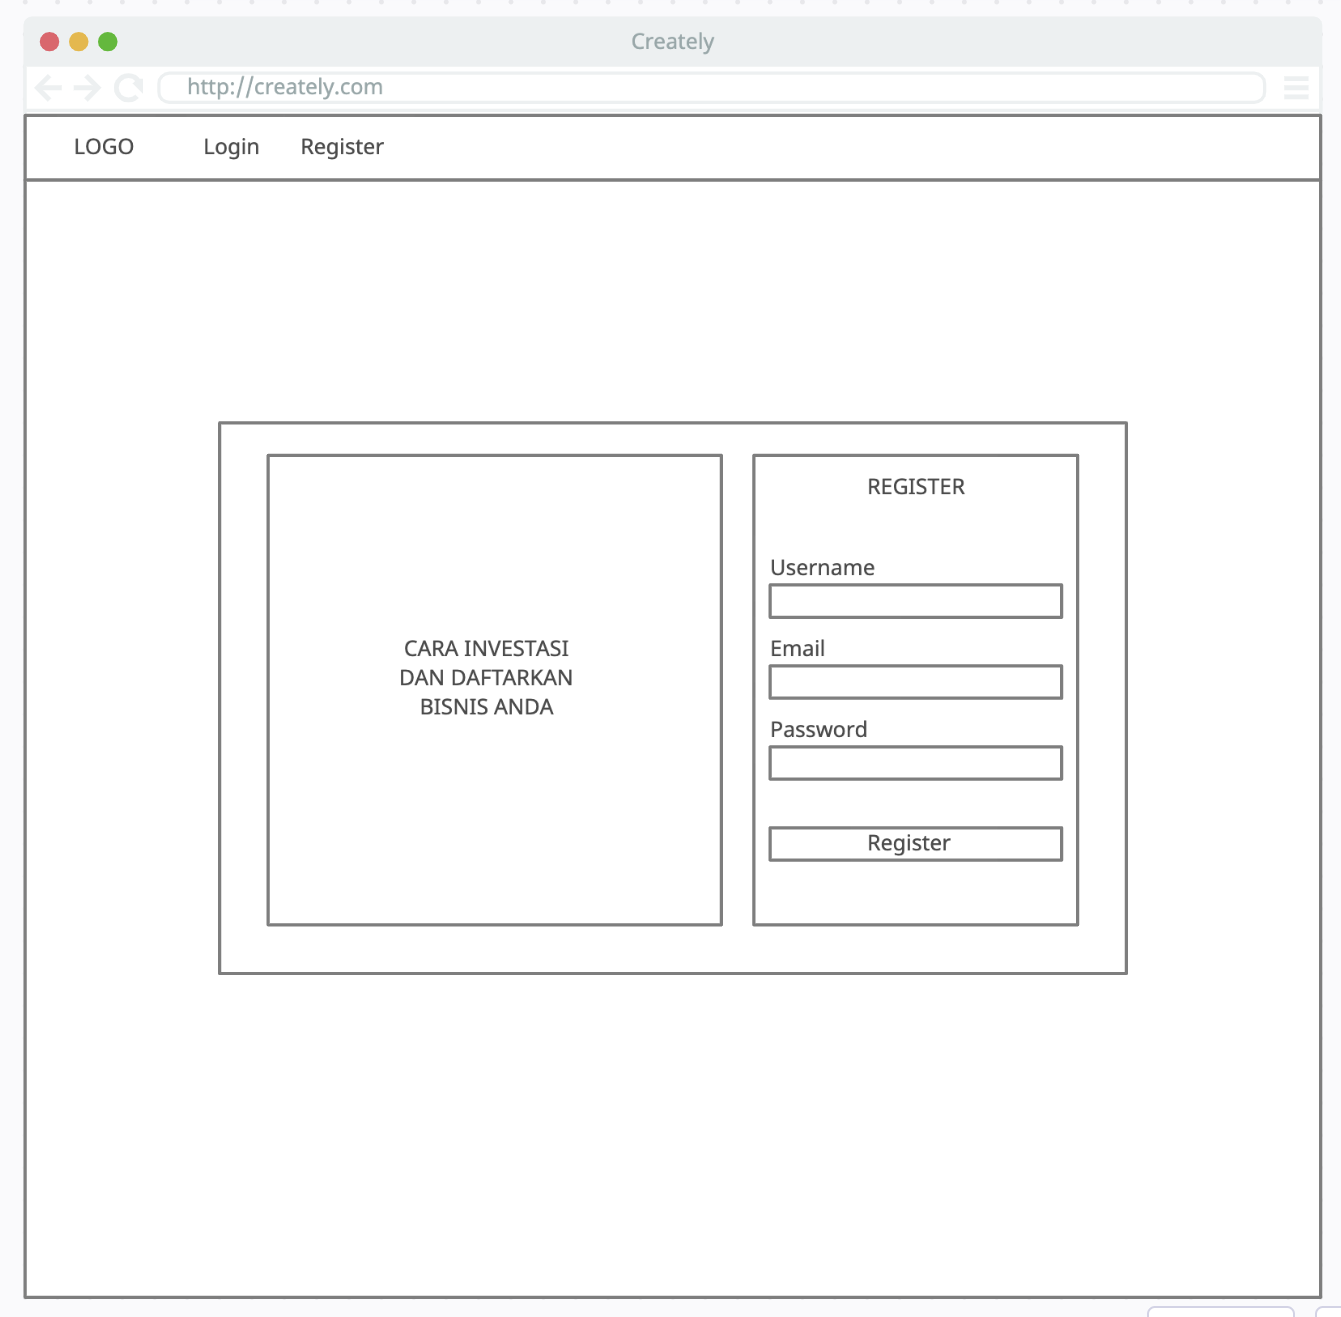 Creately
http://creately.com
LOGO Login Register
CARA INVESTASI
DAN DAFTARKAN
BISNIS ANDA
REGISTER
Username
Email
Password
Register